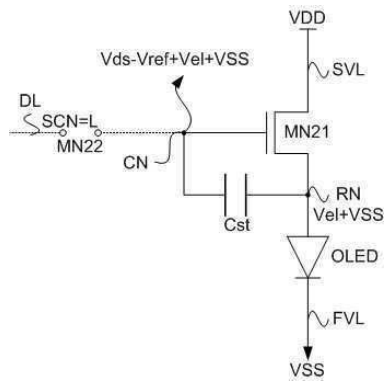 VDD
Vds-Vref+Vel+VSS
SVL
DL
SCN=L
MN22
MN21
CN
RN
Vel+VSS
Cst
OLED
FVL
VSS